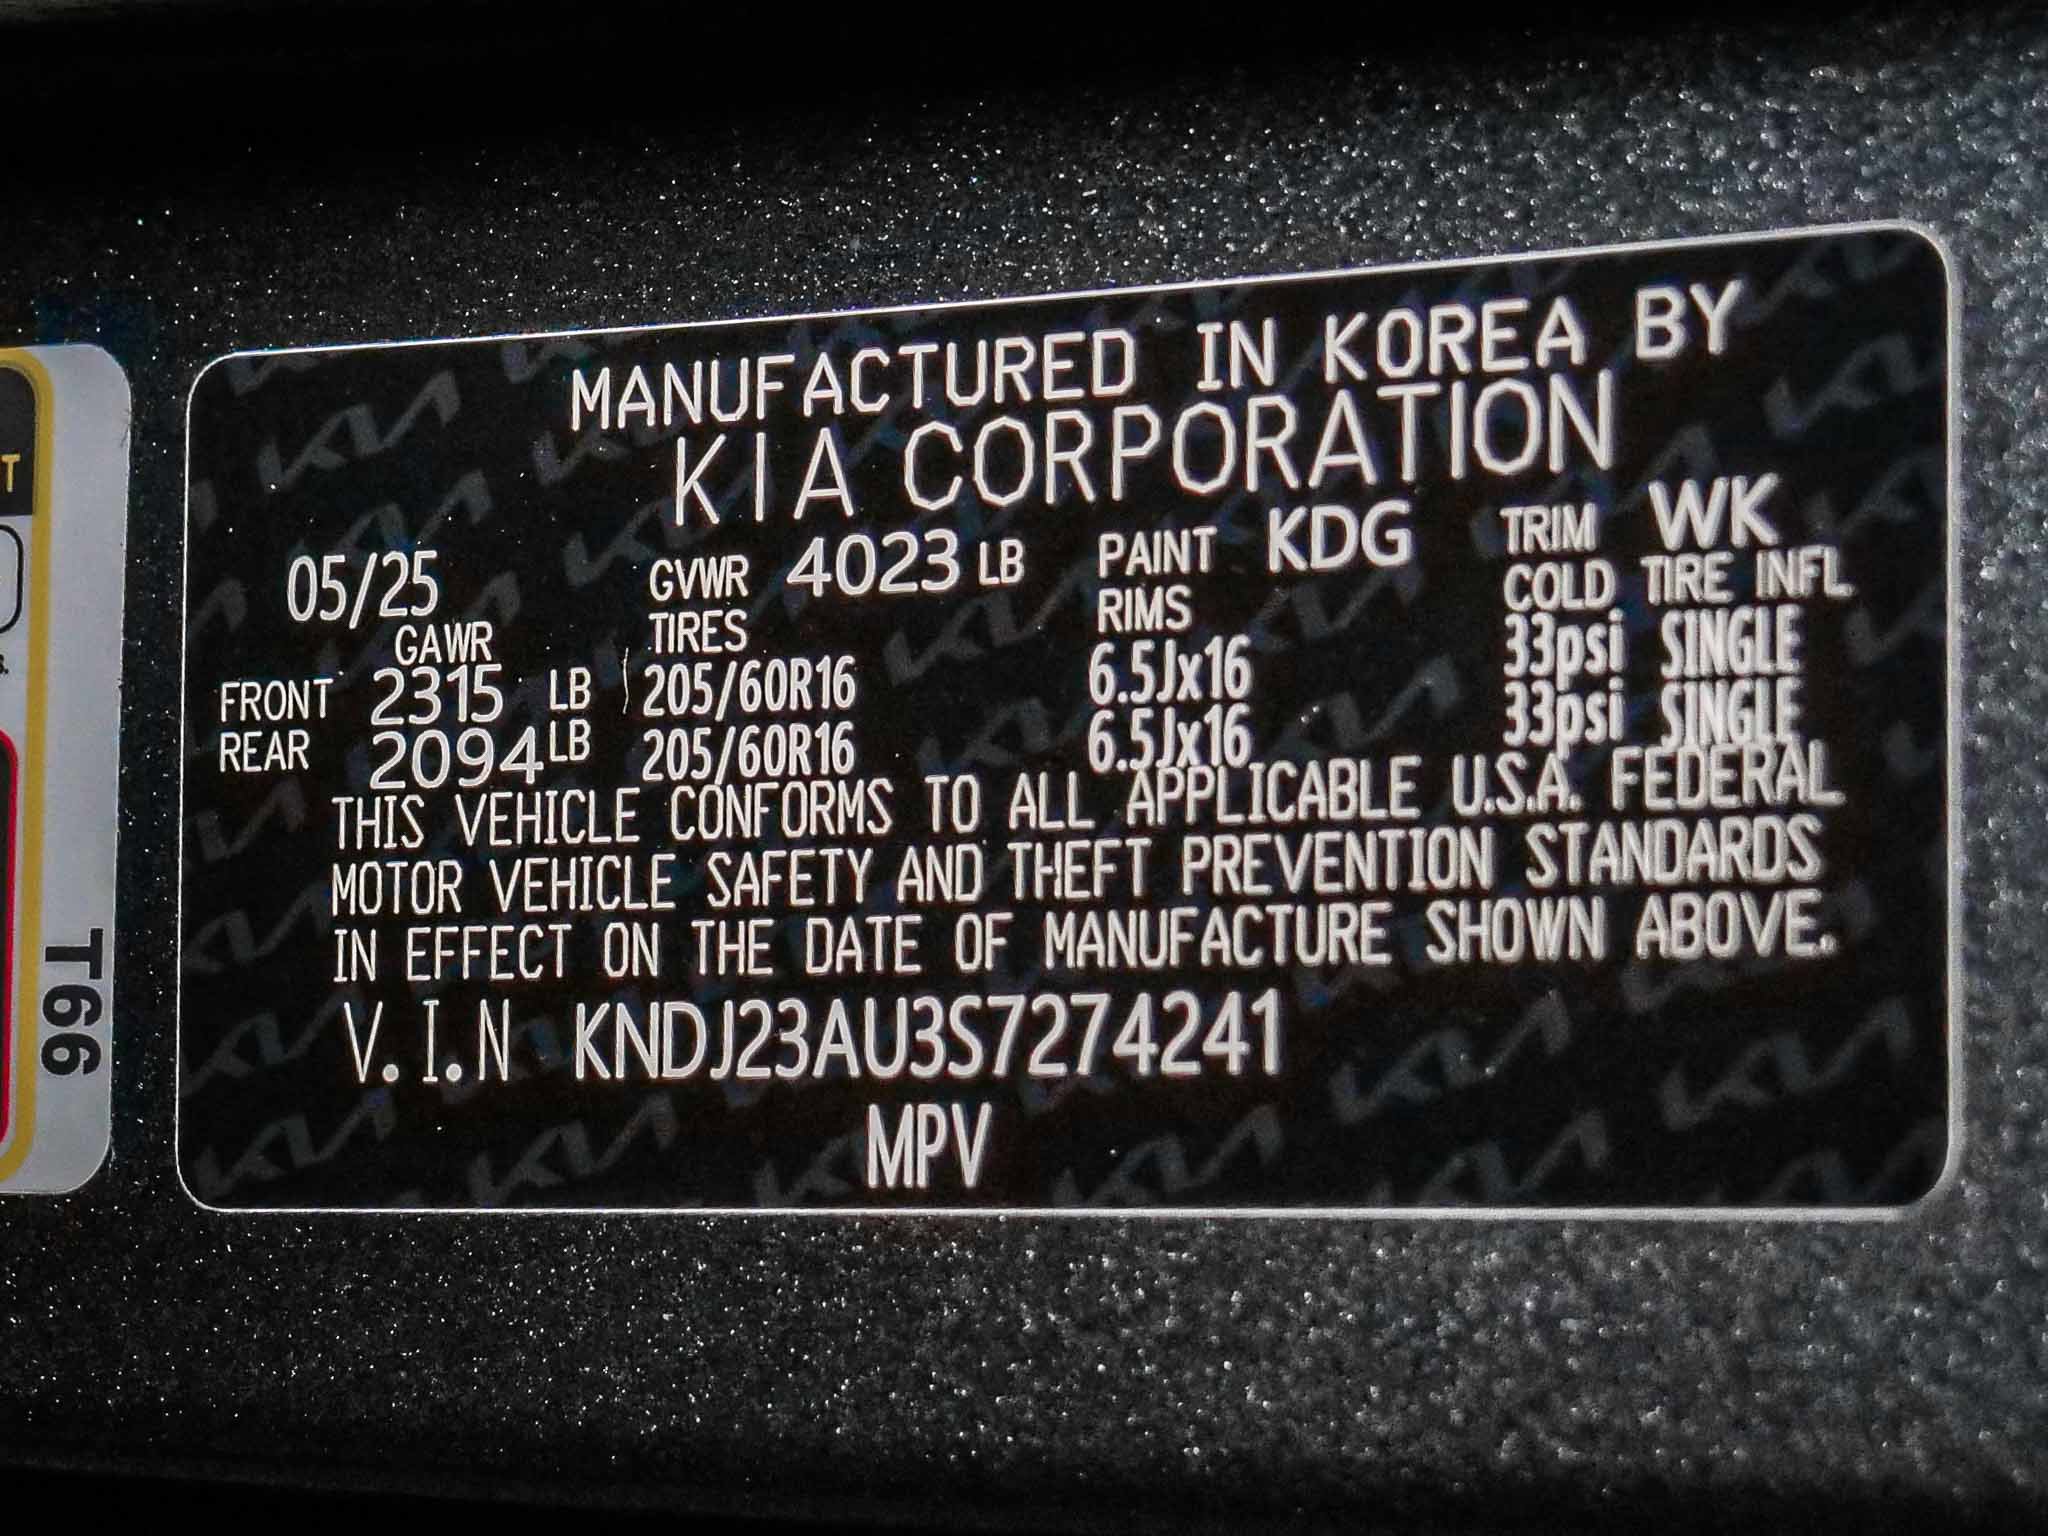 MANUFACTURED IN KOREA BY
KIA CORPORATION
05/25 GVWR 4023 LB PAINT KDG TRIM WK
GAWR TIRES RIMS COLD TIRE INFL
FRONT 2315 LB 205/60R16 6.5Jx16 33psi SINGLE
REAR 2094 LB 205/60R16 6.5Jx16 33psi SINGLE
THIS VEHICLE CONFORMS TO ALL APPLICABLE U.S.A. FEDERAL
MOTOR VEHICLE SAFETY AND THEFT PREVENTION STANDARDS
IN EFFECT ON THE DATE OF MANUFACTURE SHOWN ABOVE.
V.I.N KNDJ23AU3S7274241
MPV
T
s.
T66